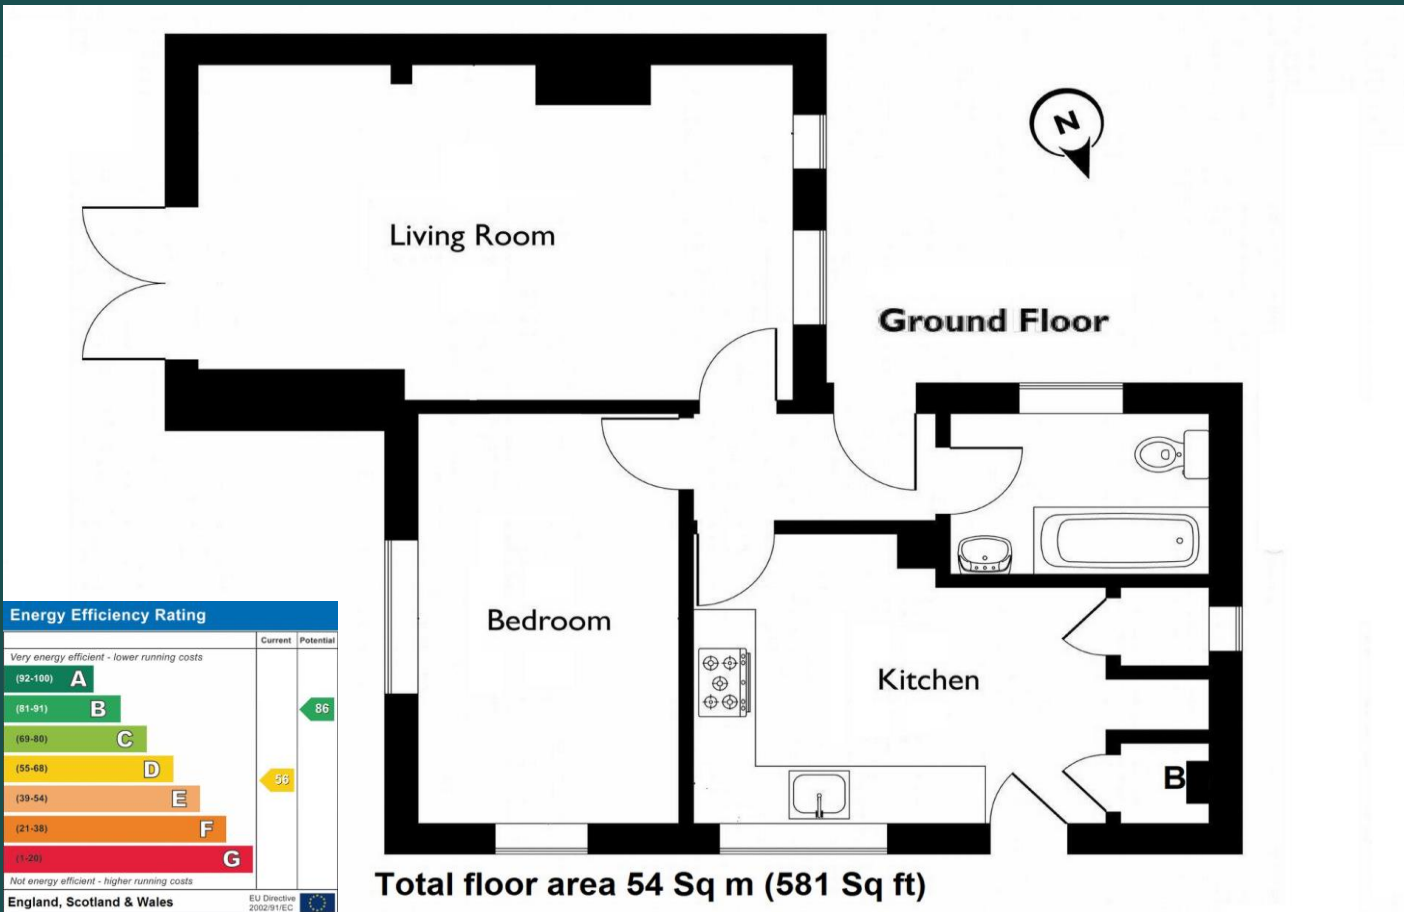 N
Living Room
Ground Floor
Bedroom
Kitchen
B
Energy Efficiency Rating
Current Potential
Very energy efficient - lower running costs
(92-100) A
(81-91) B 86
(69-80) C
(55-68) D 56
(39-54) E
(21-38) F
(1-20) G
Not energy efficient - higher running costs
England, Scotland & Wales EU Directive
2002/91/EC
Total floor area 54 Sq m (581 Sq ft)